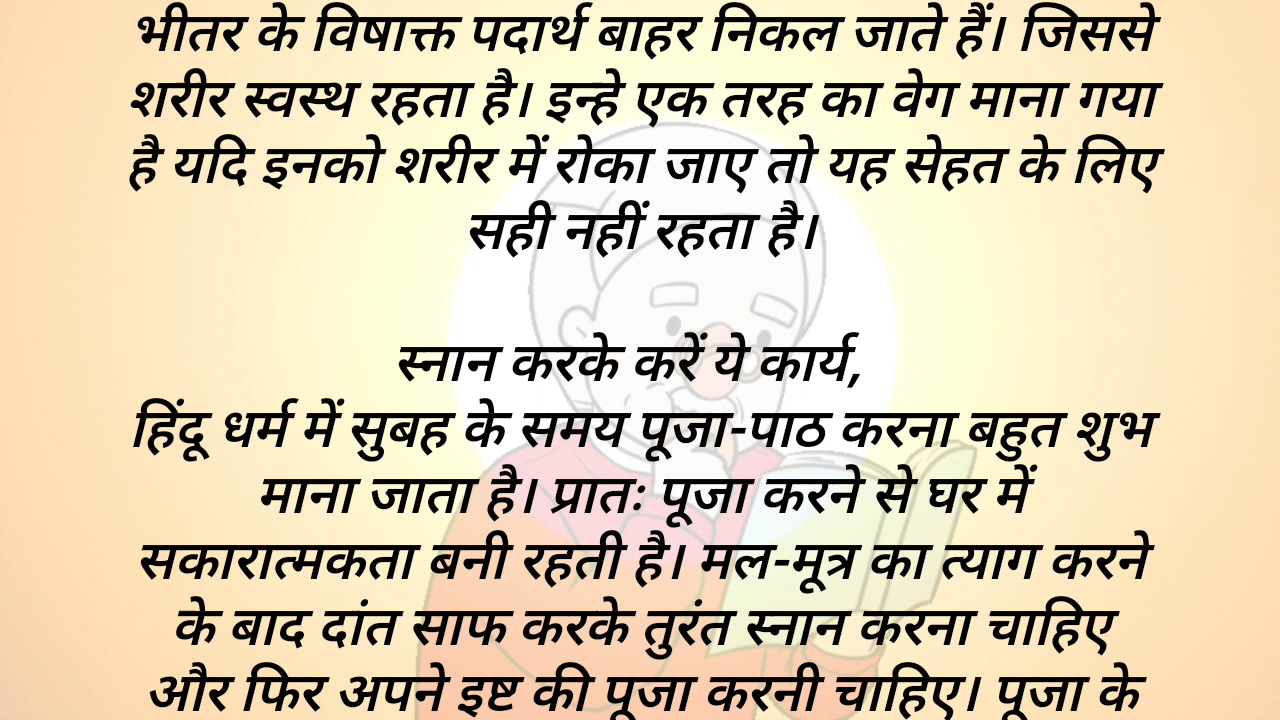 भीतर के विषाक्त पदार्थ बाहर निकल जाते हैं। जिससे
शरीर स्वस्थ रहता है। इन्हे एक तरह का वेग माना गया
है यदि इनको शरीर में रोका जाए तो यह सेहत के लिए
सही नहीं रहता है।
स्नान करके करें ये कार्य,
हिंदू धर्म में सुबह के समय पूजा-पाठ करना बहुत शुभ
माना जाता है। प्रातः पूजा करने से घर में
सकारात्मकता बनी रहती है। मल-मूत्र का त्याग करने
के बाद दांत साफ करके तुरंत स्नान करना चाहिए
और फिर अपने इष्ट की पूजा करनी चाहिए। पूजा के